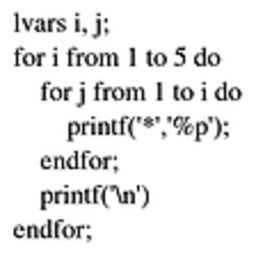 lvars i, j;
for i from 1 to 5 do
for j from 1 to i do
printf('*','%p');
endfor;
printf('\n')
endfor;